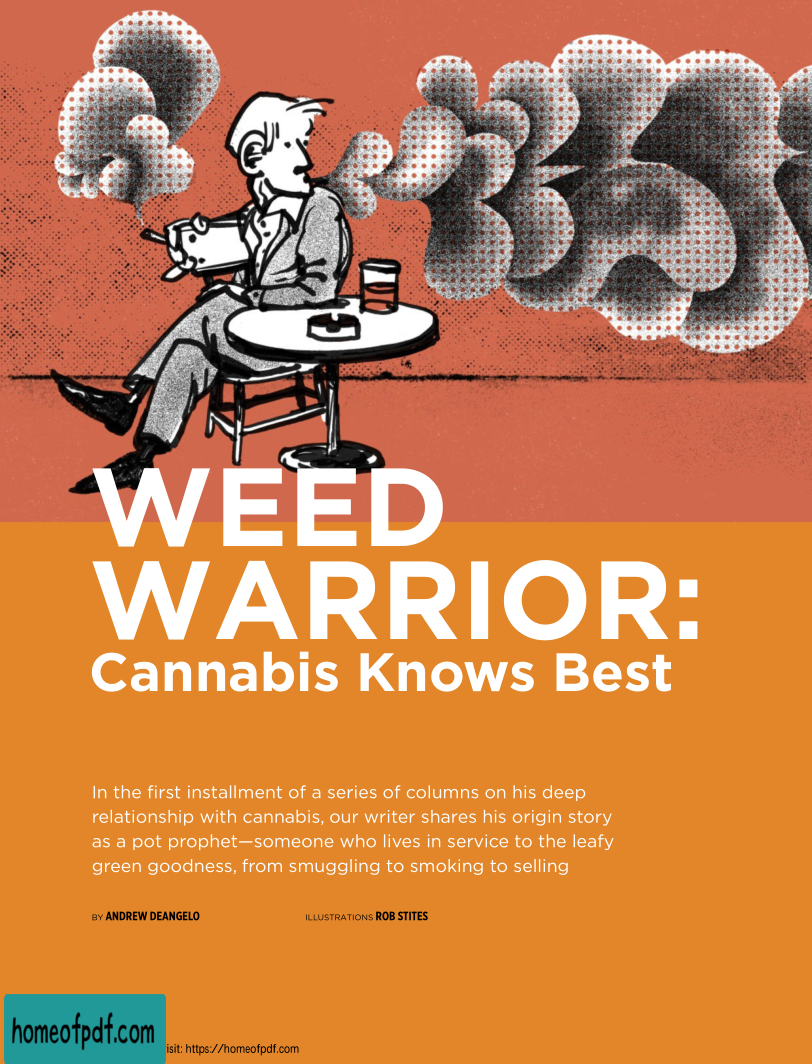 WEED
WARRIOR:
Cannabis Knows Best
In the first installment of a series of columns on his deep
relationship with cannabis, our writer shares his origin story
as a pot prophet—someone who lives in service to the leafy
green goodness, from smuggling to smoking to selling
BY ANDREW DEANGELO
ILLUSTRATIONS ROB STITES
homeofpdf.com
isit: https://homeofpdf.com